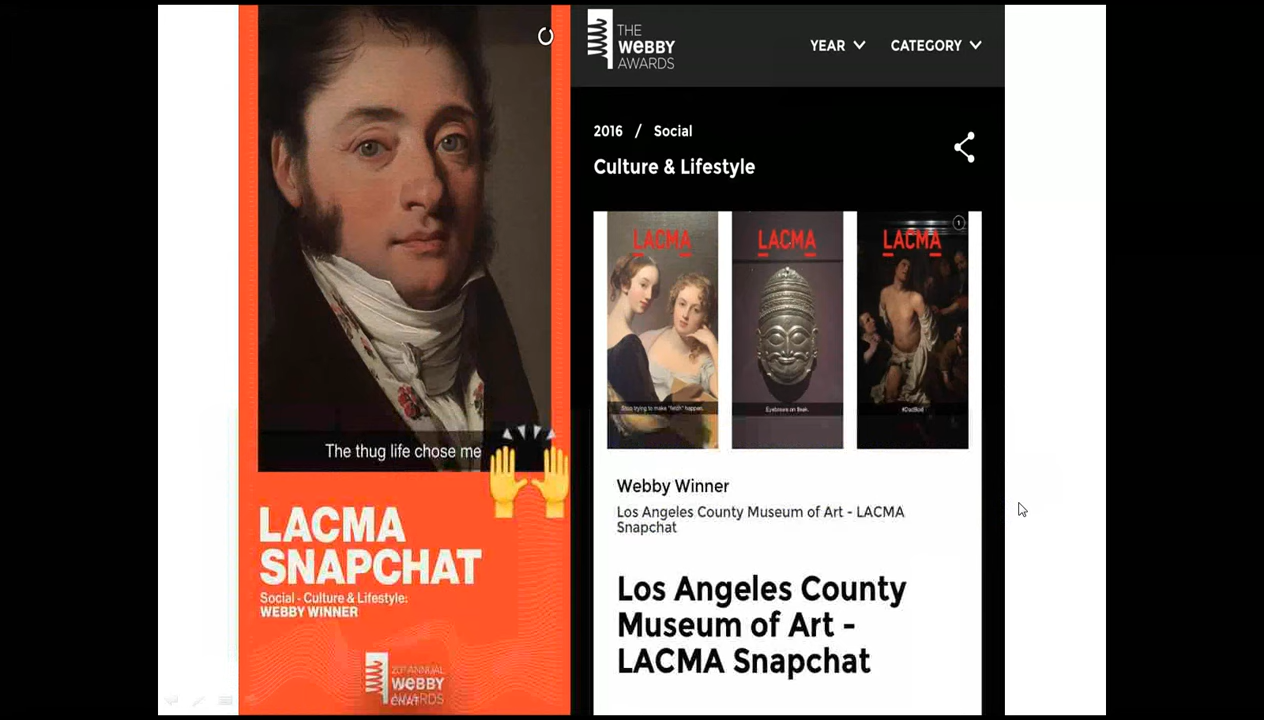 The thug life chose me
LACMA
SNAPCHAT
Social - Culture & Lifestyle:
WEBBY WINNER
20TH ANNUAL
WEBBY
AWARDS
THE
WEBBY
AWARDS
YEAR
CATEGORY
2016 / Social
Culture & Lifestyle
LACMA
Stop trying to make "fetch" happen.
LACMA
Eyebrows on fleek.
LACMA
1
#DadBod
Webby Winner
Los Angeles County Museum of Art - LACMA
Snapchat
Los Angeles County
Museum of Art -
LACMA Snapchat